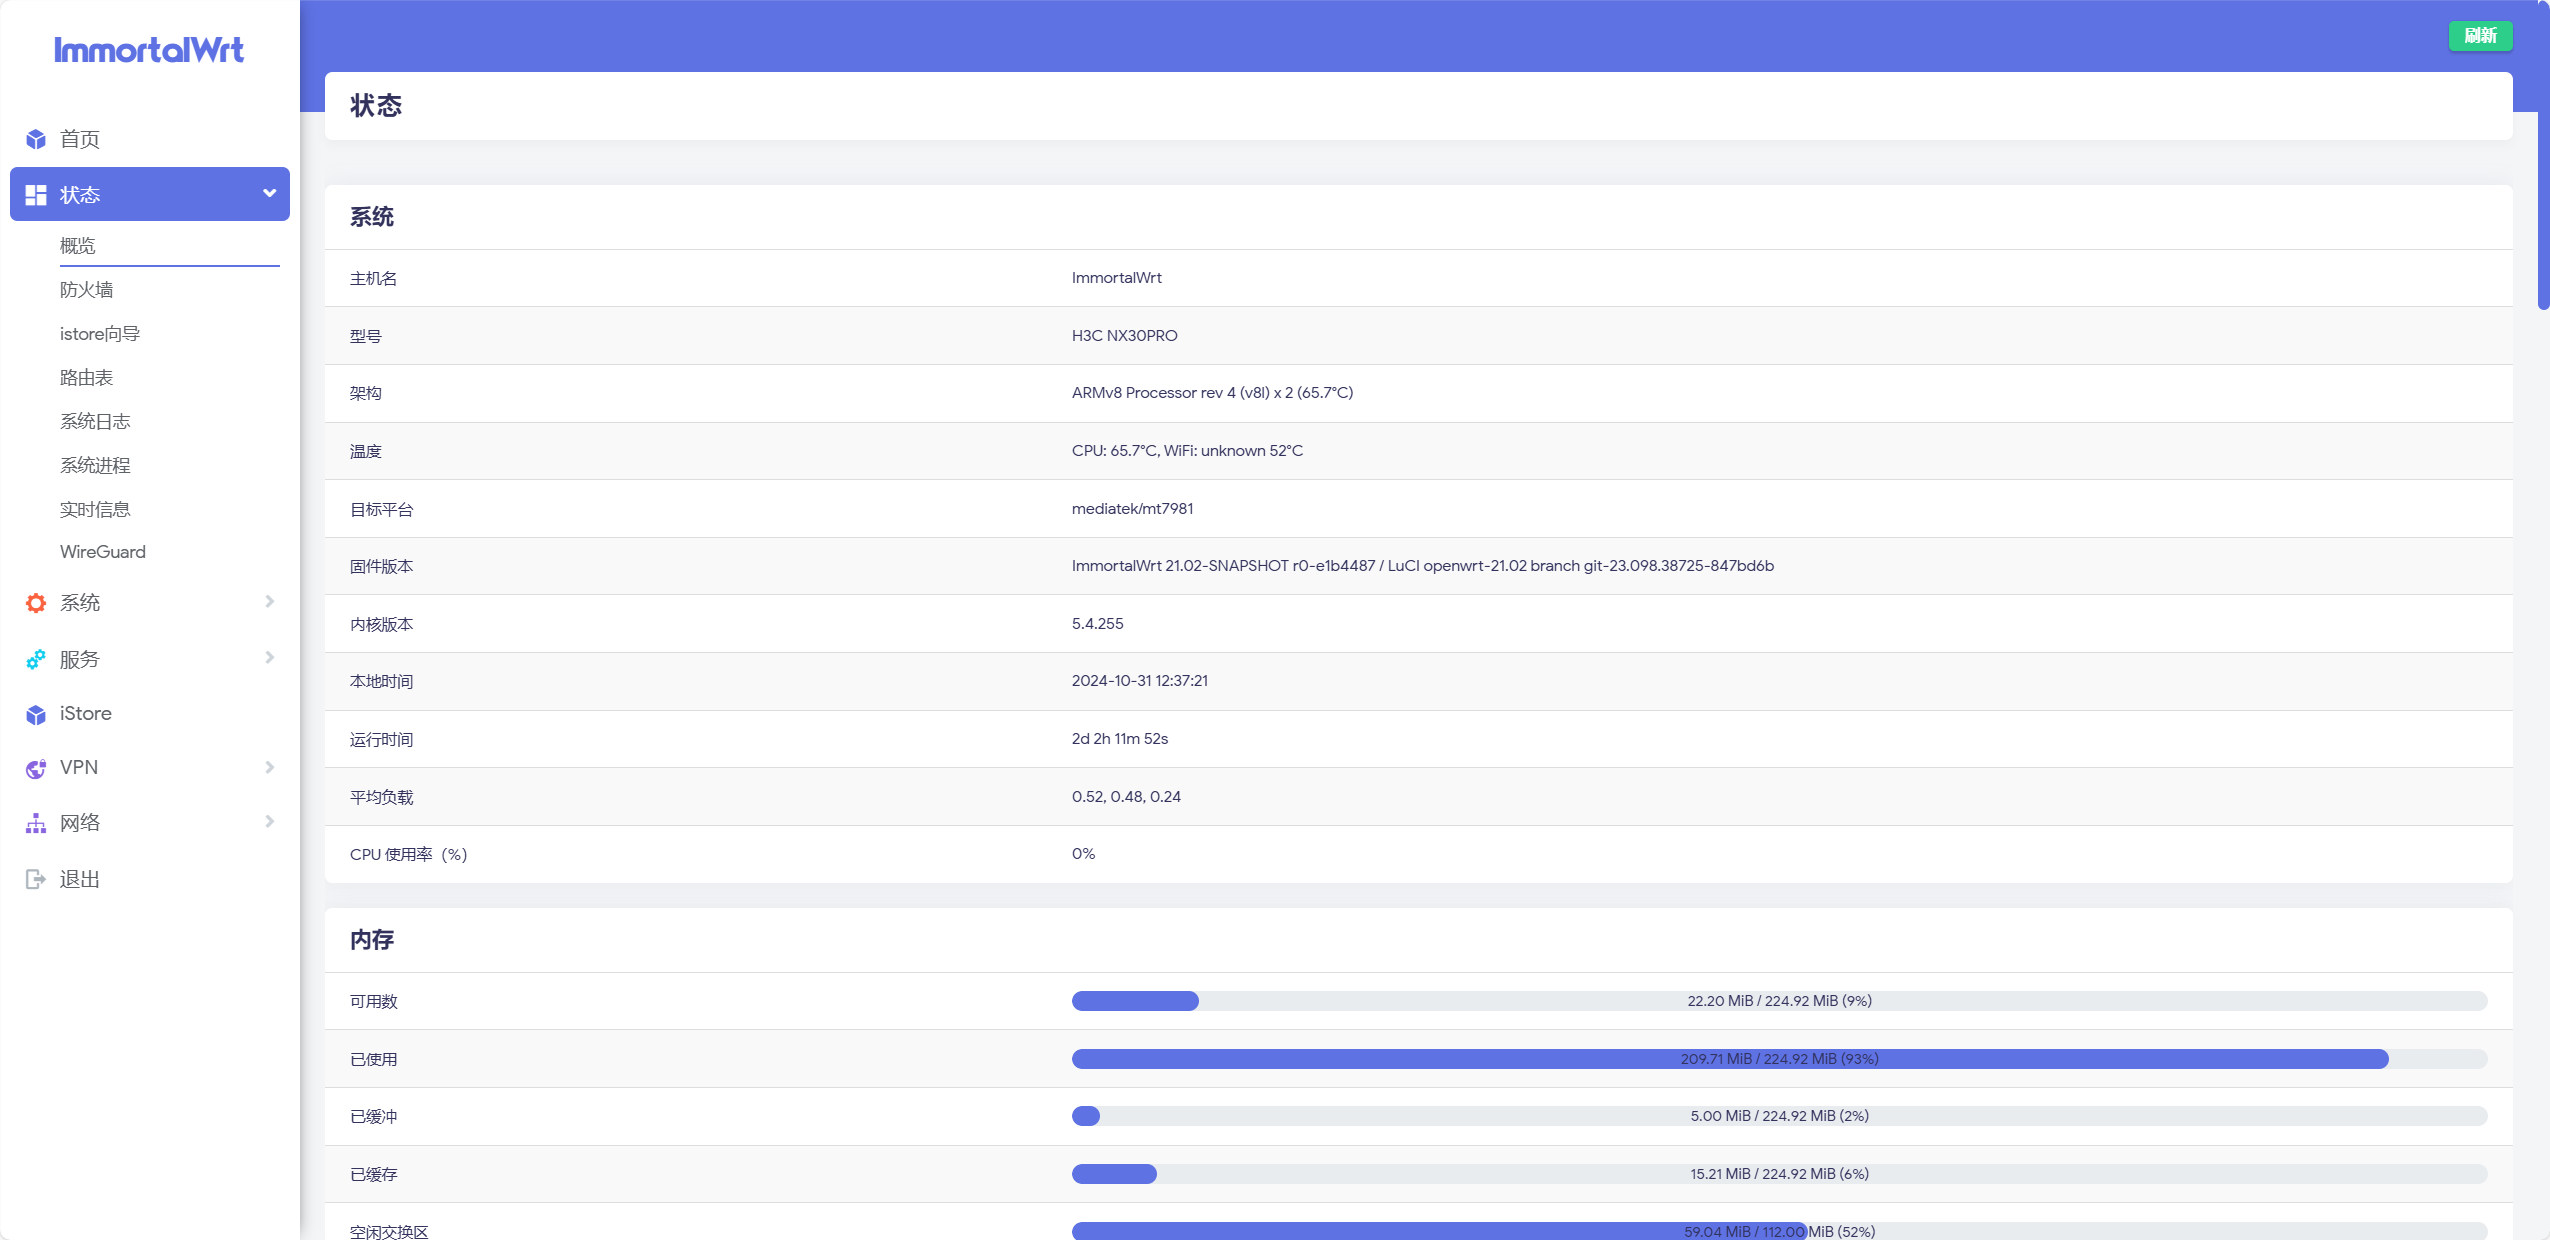 ImmortalWrt
首页
状态
概览
防火墙
istore向导
路由表
系统日志
系统进程
实时信息
WireGuard
系统
服务
iStore
VPN
网络
退出
刷新
状态
系统
主机名 ImmortalWrt
型号 H3C NX30PRO
架构 ARMv8 Processor rev 4 (v8l) x 2 (65.7°C)
温度 CPU: 65.7°C, WiFi: unknown 52°C
目标平台 mediatek/mt7981
固件版本 ImmortalWrt 21.02-SNAPSHOT r0-e1b4487 / LuCI openwrt-21.02 branch git-23.098.38725-847bd6b
内核版本 5.4.255
本地时间 2024-10-31 12:37:21
运行时间 2d 2h 11m 52s
平均负载 0.52, 0.48, 0.24
CPU 使用率（%） 0%
内存
可用数 22.20 MiB / 224.92 MiB (9%)
已使用 209.71 MiB / 224.92 MiB (93%)
已缓冲 5.00 MiB / 224.92 MiB (2%)
已缓存 15.21 MiB / 224.92 MiB (6%)
空闲交换区 59.04 MiB / 112.00 MiB (52%)